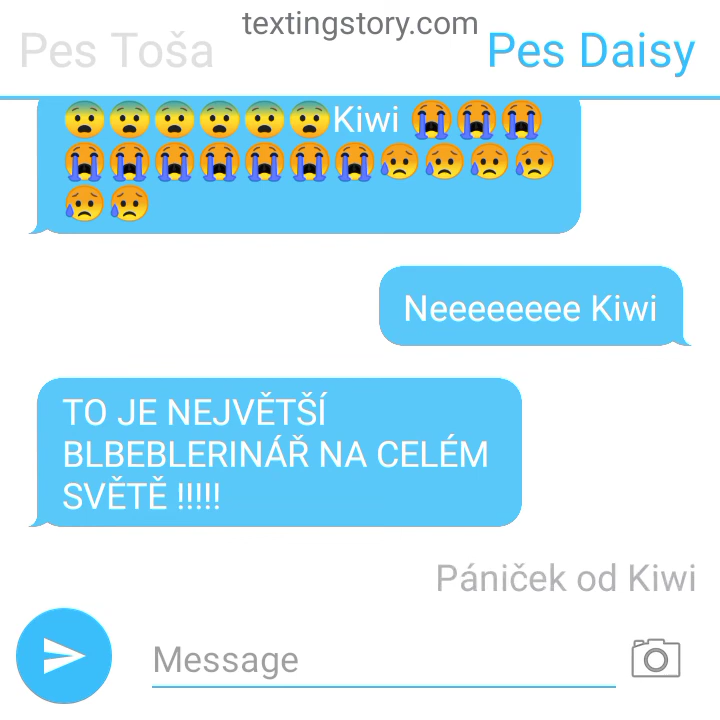 textingstory.com
Pes Toša
Pes Daisy
😨😨😨😨😨😨Kiwi 😭😭😭
😭😭😭😭😭😭😭😥😥😥😥
😥😥
Neeeeeeee Kiwi
TO JE NEJVĚTŠÍ
BLBEBLERINÁŘ NA CELÉM
SVĚTĚ !!!!!
Páníček od Kiwi
Message